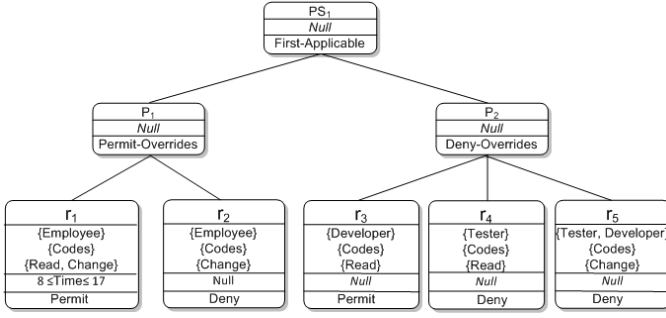 PS1
Null
First-Applicable
P1
Null
Permit-Overrides
P2
Null
Deny-Overrides
r1
{Employee}
{Codes}
{Read, Change}
8 ≤Time≤ 17
Permit
r2
{Employee}
{Codes}
{Change}
Null
Deny
r3
{Developer}
{Codes}
{Read}
Null
Permit
r4
{Tester}
{Codes}
{Read}
Null
Deny
r5
{Tester, Developer}
{Codes}
{Change}
Null
Deny